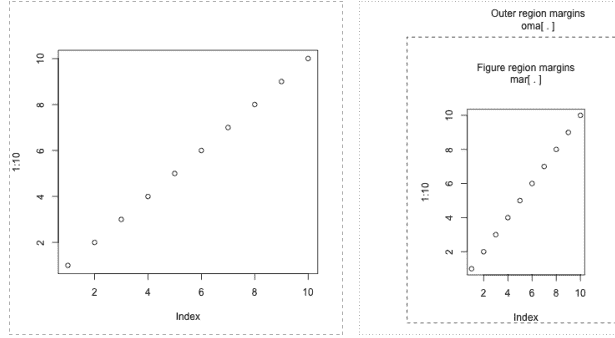 10
8
6
4
2
1:10
2 4 6 8 10
Index
Outer region margins
oma[ . ]
Figure region margins
mar[ . ]
10
8
6
4
2
1:10
2 4 6 8 10
Index